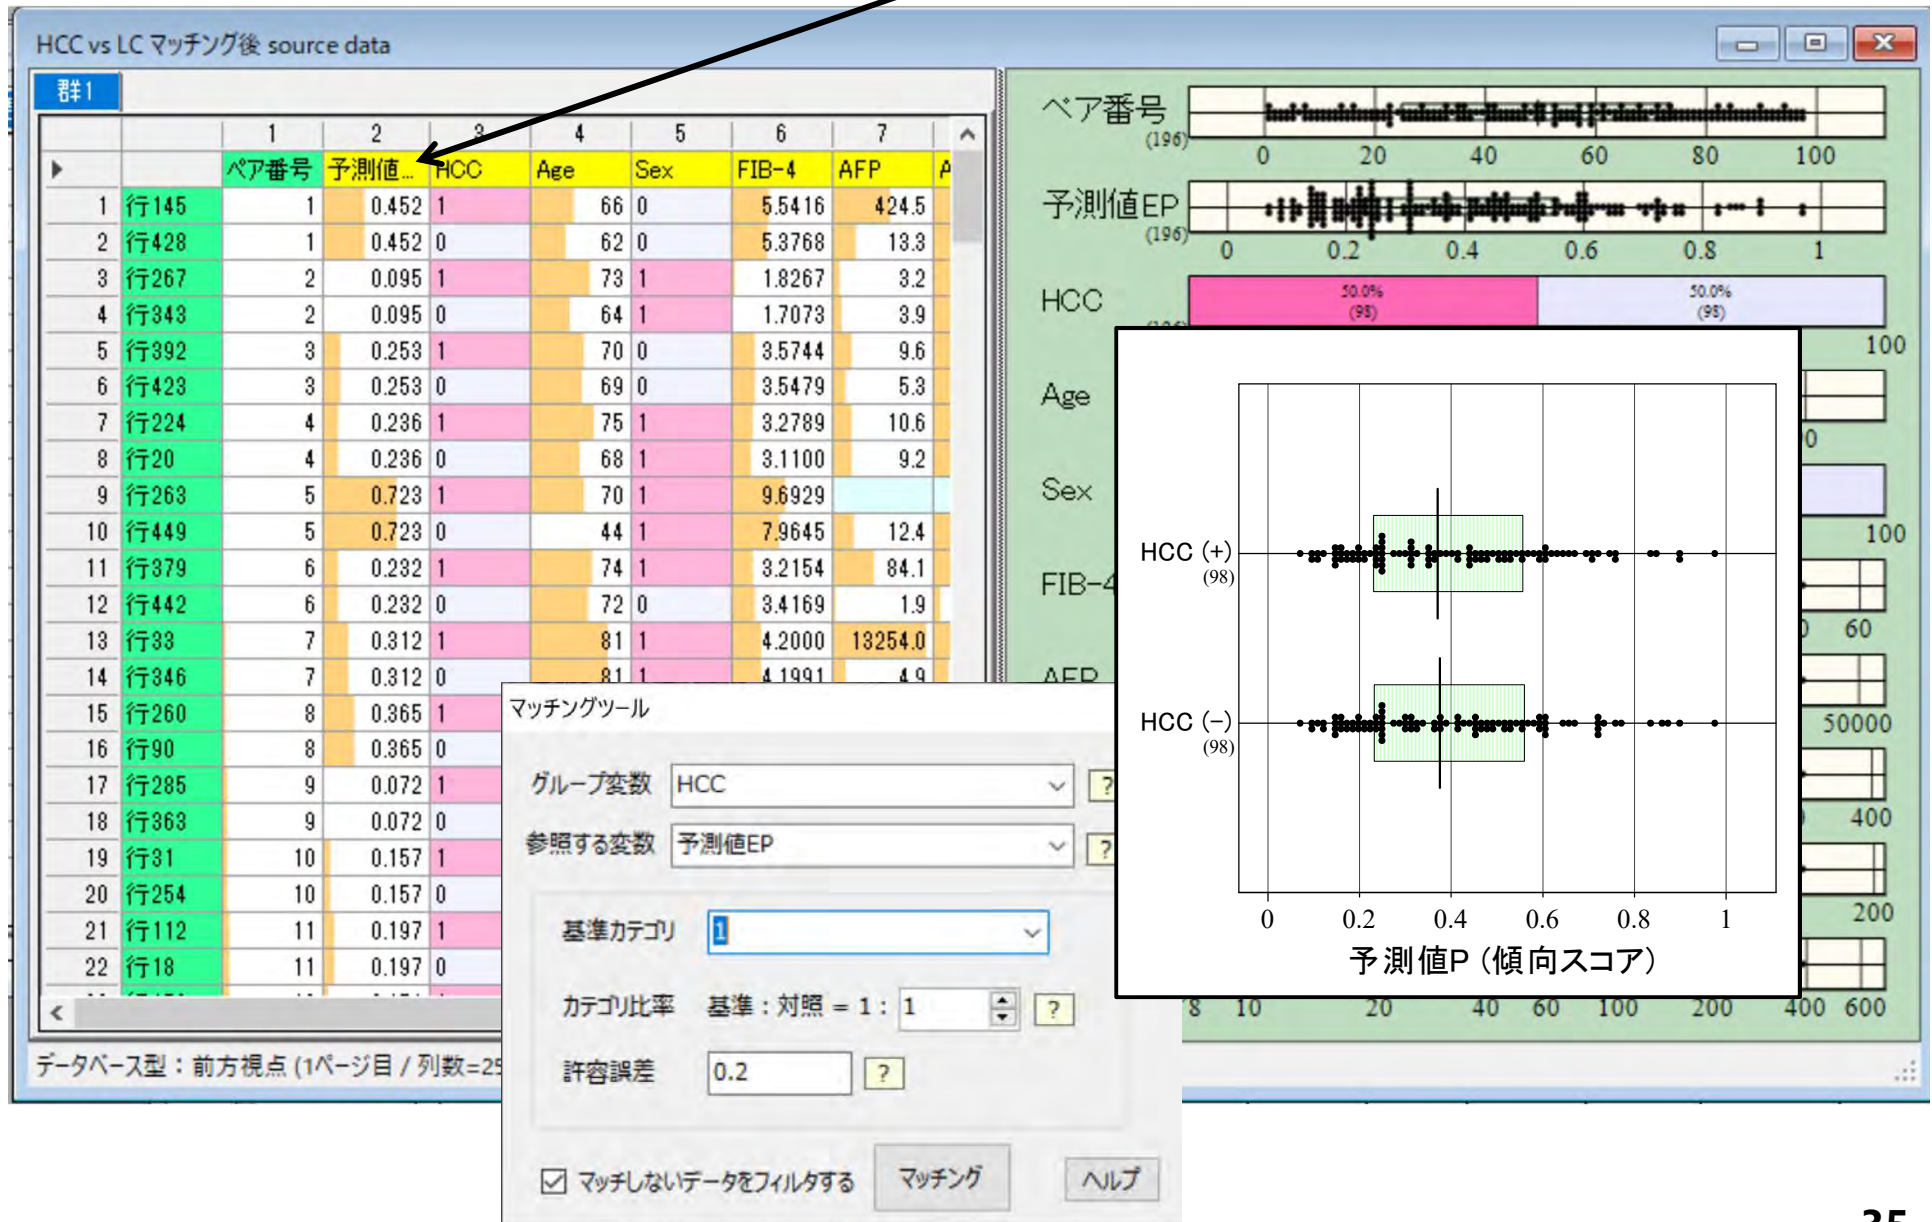 HCC vs LC マッチング後 source data
群1
1 2 3 4 5 6 7
ペア番号 予測値... HCC Age Sex FIB-4 AFP
1 行145 1 0.452 1 66 0 5.5416 424.5
2 行428 1 0.452 0 62 0 5.3768 13.3
3 行267 2 0.095 1 73 1 1.8267 3.2
4 行343 2 0.095 0 64 1 1.7073 3.9
5 行392 3 0.253 1 70 0 3.5744 9.6
6 行423 3 0.253 0 69 0 3.5479 5.3
7 行224 4 0.236 1 75 1 3.2789 10.6
8 行20 4 0.236 0 68 1 3.1100 9.2
9 行263 5 0.723 1 70 1 9.6929
10 行449 5 0.723 0 44 1 7.9645 12.4
11 行379 6 0.232 1 74 1 3.2154 84.1
12 行442 6 0.232 0 72 0 3.4169 1.9
13 行33 7 0.312 1 81 1 4.2000 13254.0
14 行346 7 0.312 0 81 1 4.1991 4.9
15 行260 8 0.365 1
16 行90 8 0.365 0
17 行285 9 0.072 1
18 行363 9 0.072 0
19 行31 10 0.157 1
20 行254 10 0.157 0
21 行112 11 0.197 1
22 行18 11 0.197 0
データベース型：前方視点 (1ページ目 / 列数=25
ペア番号
(196)
0 20 40 60 80 100
予測値EP
(196)
0 0.2 0.4 0.6 0.8 1
HCC
50.0%
(98)
50.0%
(98)
100
Age
Sex
100
FIB-4
60
AFP
50000
400
200
8 10 20 40 60 100 200 400 600
HCC (+)
(98)
HCC (-)
(98)
0 0.2 0.4 0.6 0.8 1
予測値P (傾向スコア)
マッチングツール
グループ変数 HCC ?
参照する変数 予測値EP ?
基準カテゴリ 1
カテゴリ比率 基準：対照 = 1： 1 ?
許容誤差 0.2 ?
マッチしないデータをフィルタする マッチング ヘルプ
35